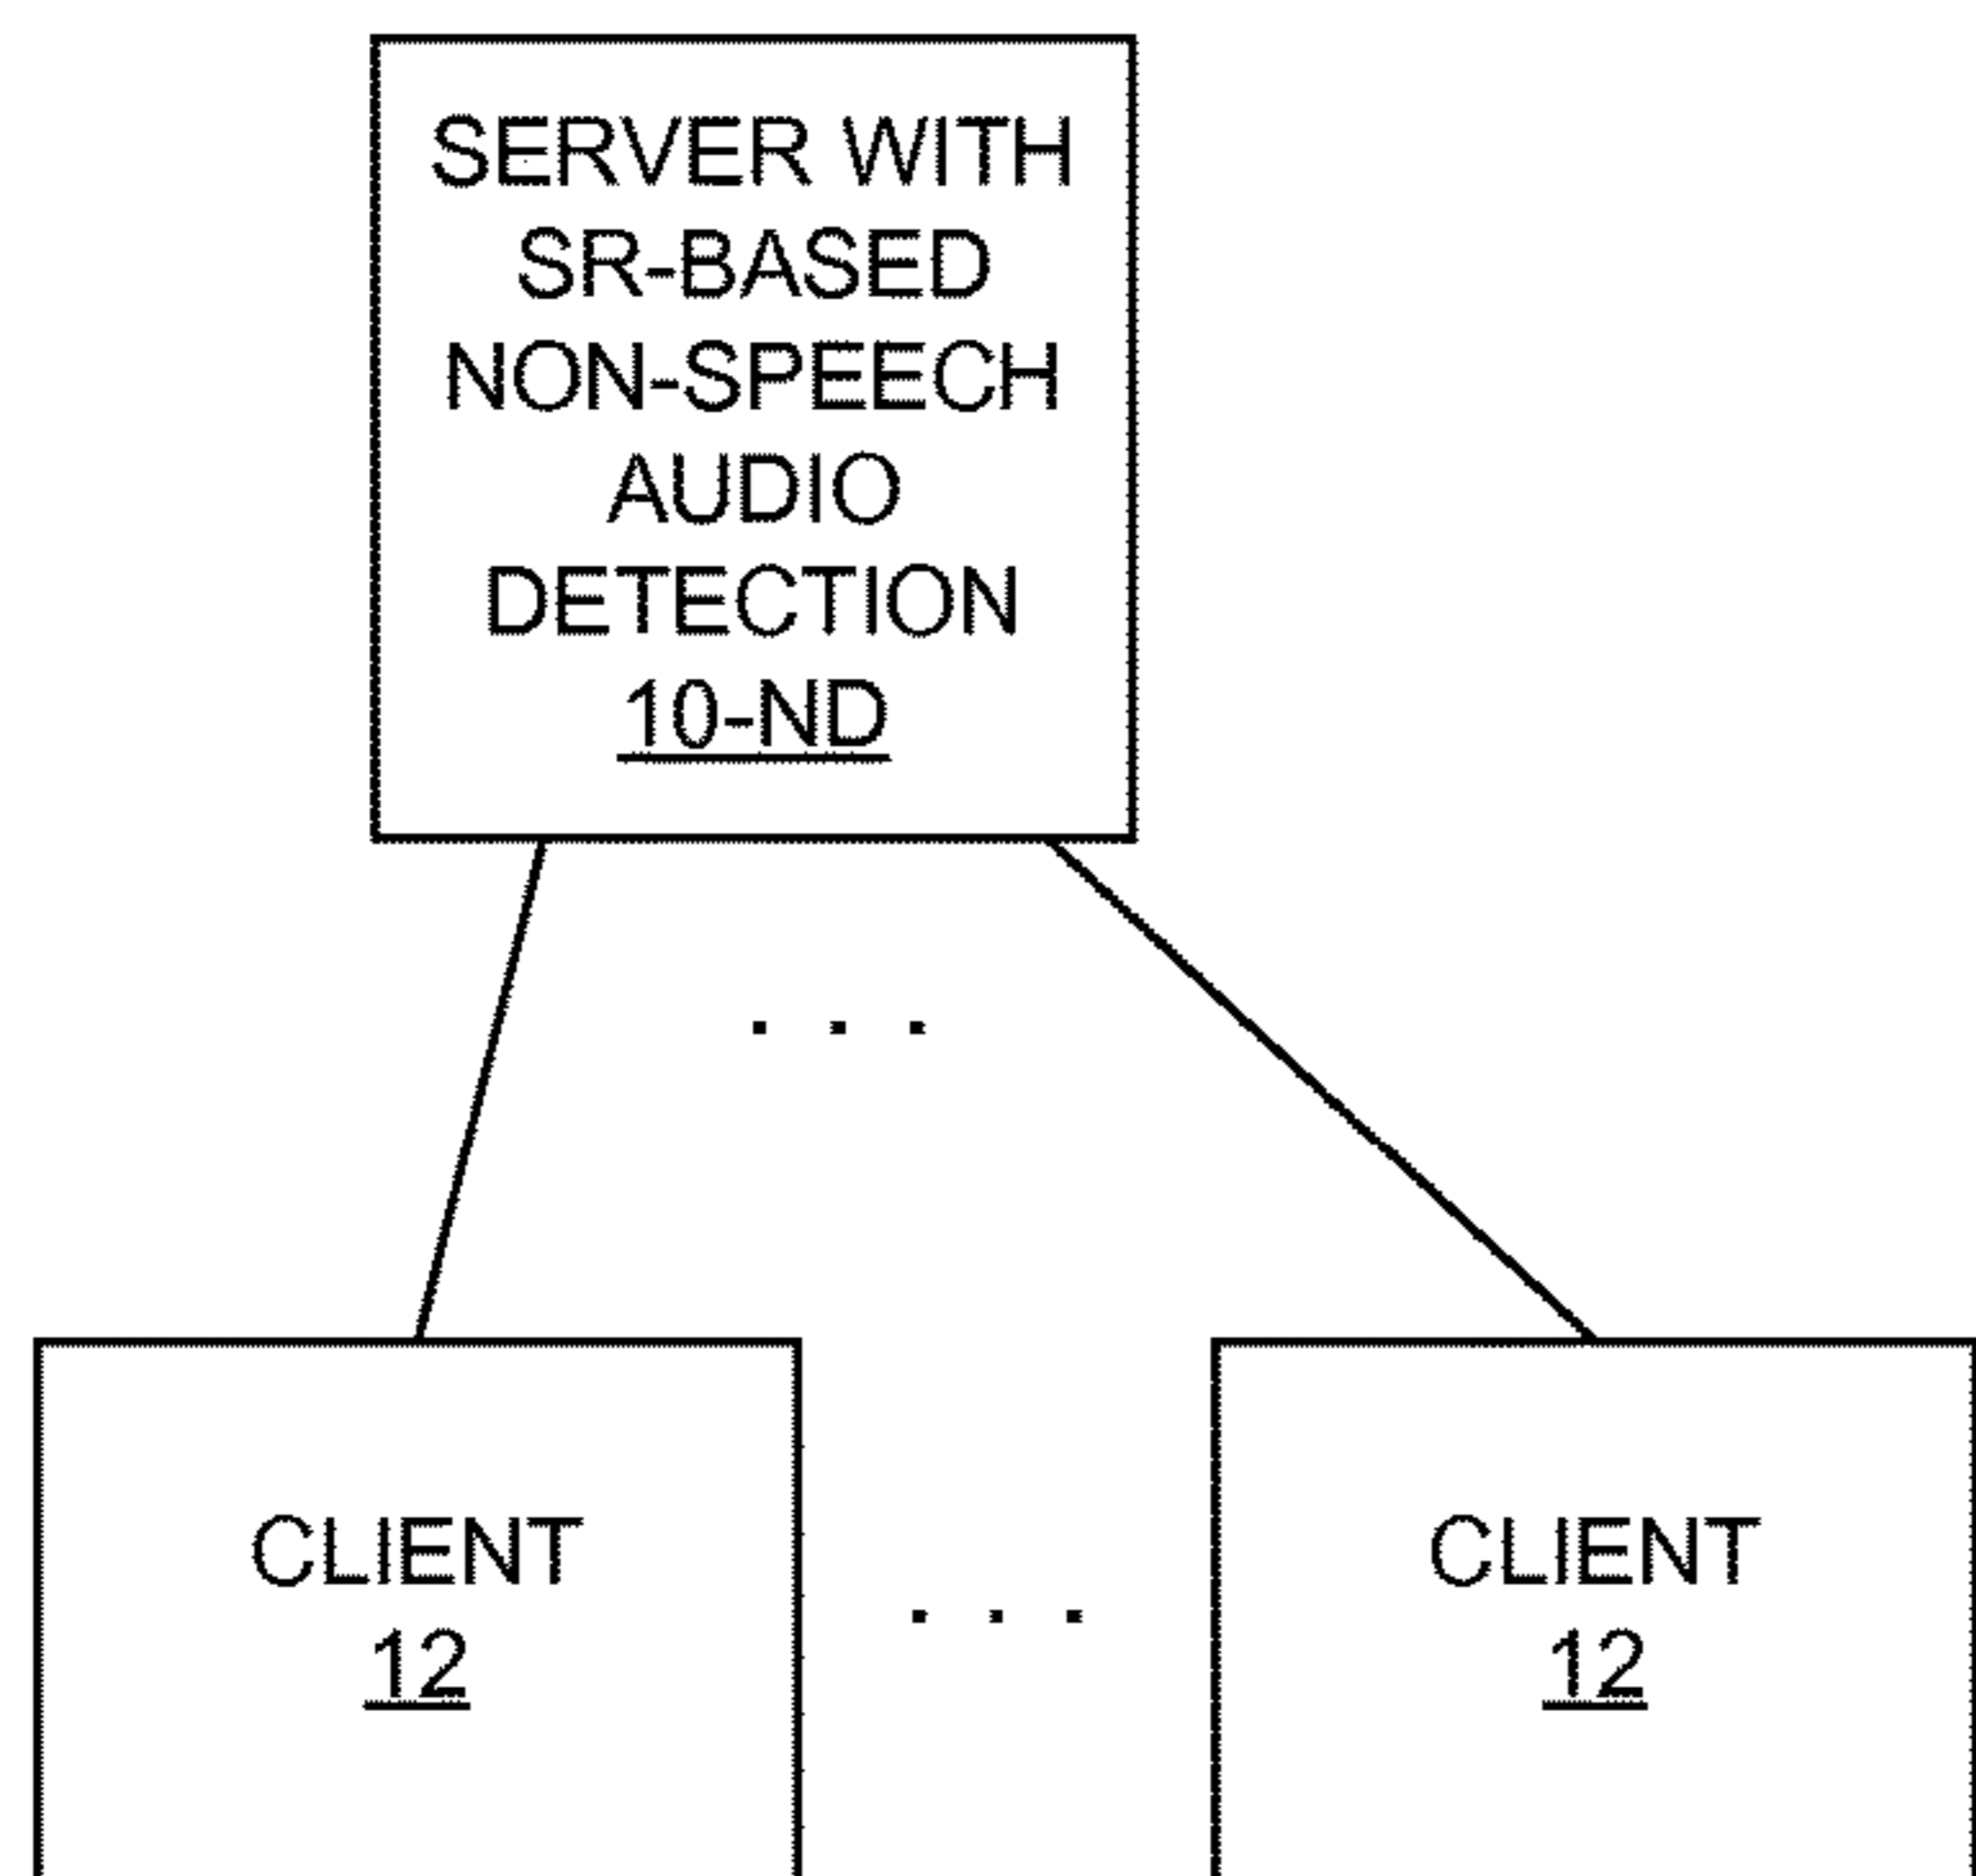 SERVER WITH
SR-BASED
NON-SPEECH
AUDIO
DETECTION
10-ND
. . .
CLIENT
12
. . .
CLIENT
12